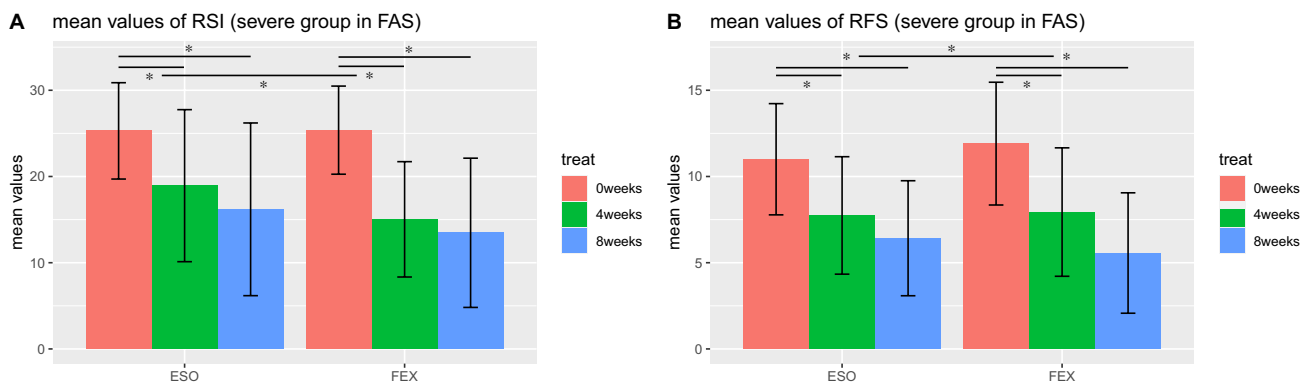 A mean values of RSI (severe group in FAS)
mean values
30
20
10
0
* * * * *
ESO FEX
treat
0weeks
4weeks
8weeks
B mean values of RFS (severe group in FAS)
mean values
15
10
5
0
* * * * *
ESO FEX
treat
0weeks
4weeks
8weeks